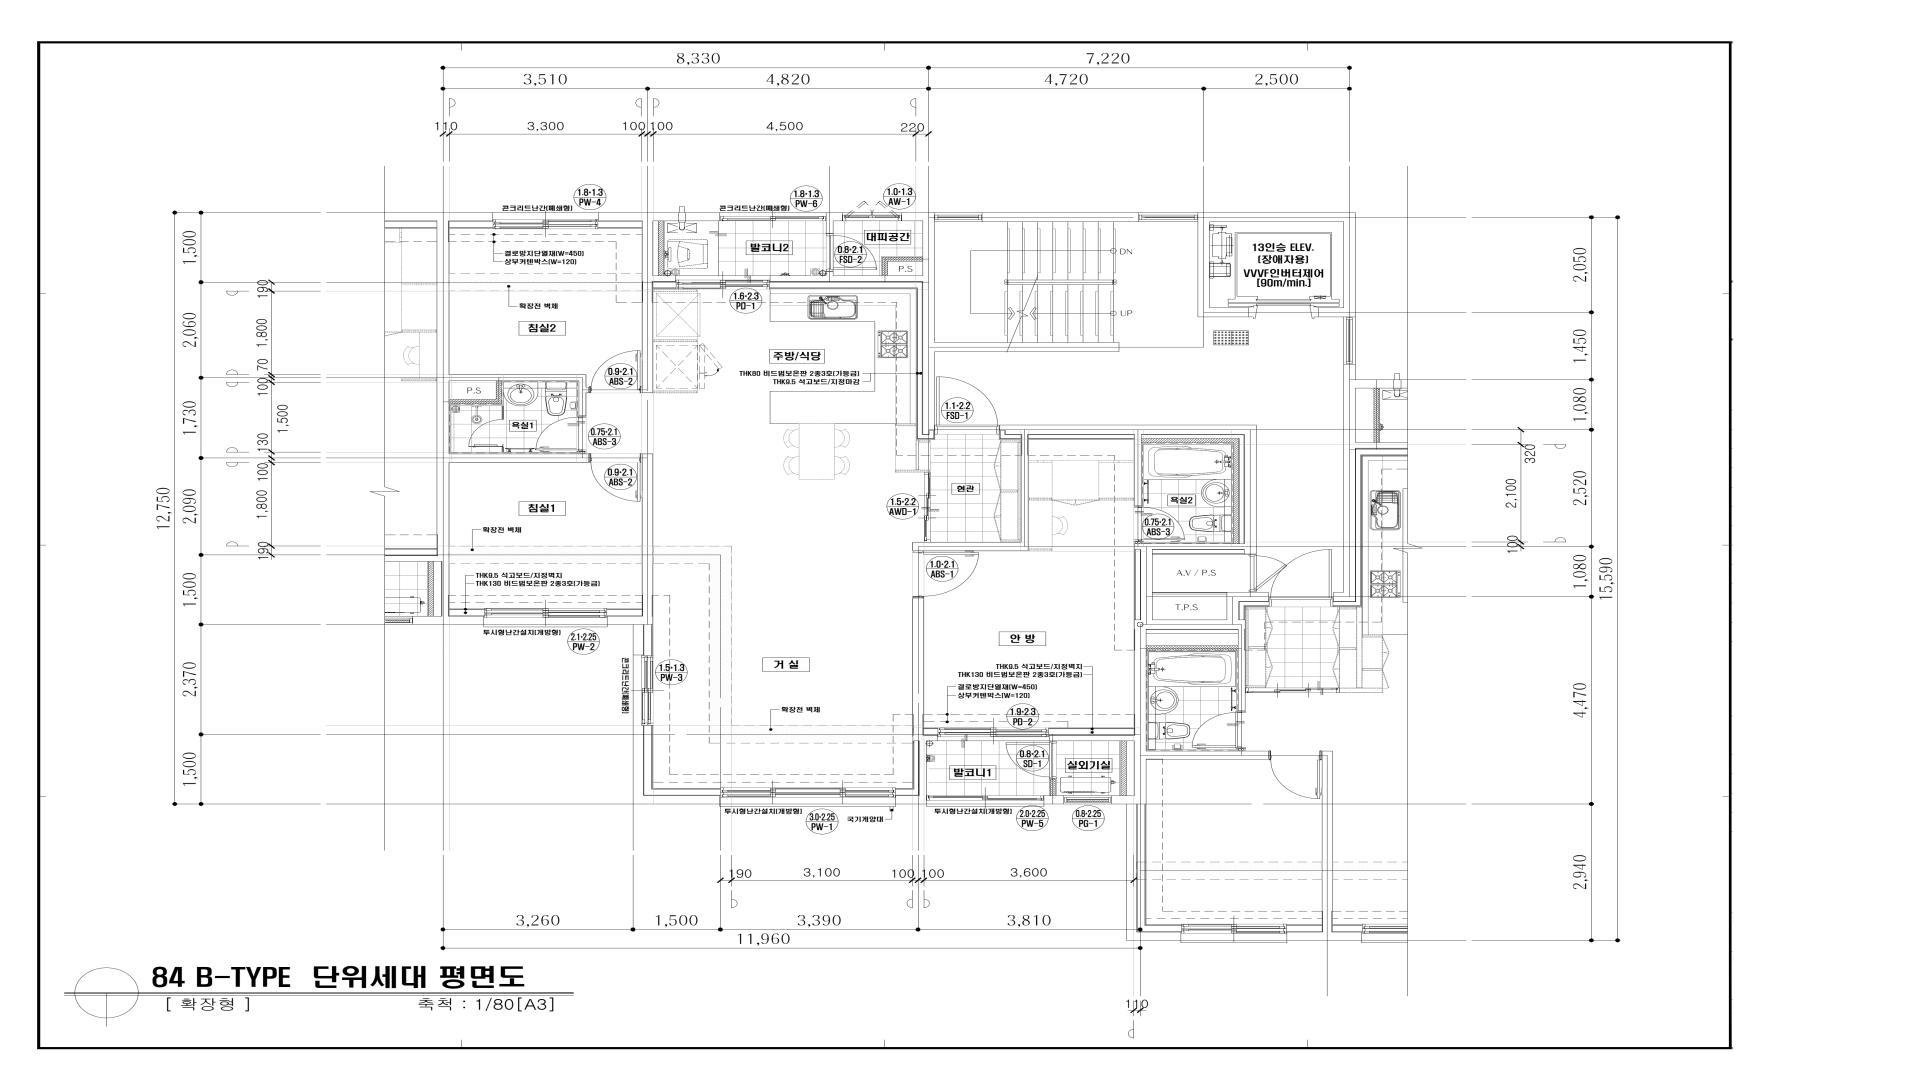 8,330
7,220
3,510
4,820
4,720
2,500
110
3,300
100
100
4,500
220
1.8·1.3
PW-4
콘크리트난간(폐쇄형)
콘크리트난간(폐쇄형)
1.8·1.3
PW-6
1.0·1.3
AW-1
발코니2
대피공간
0.8·2.1
FSD-2
P.S
DN
UP
13인승 ELEV.
(장애자용)
VVVF인버터제어
[90m/min.]
결로방지단열재(W=450)
상부커텐박스(W=120)
확장전 벽체
침실2
1.6·2.3
PD-1
주방/식당
THK80 비드법보온판 2종3호(가등급)
THK9.5 석고보드/지정마감
0.9·2.1
ABS-2
P.S
욕실1
0.75·2.1
ABS-3
0.9·2.1
ABS-2
1.1·2.2
FSD-1
현관
1.5·2.2
AWD-1
욕실2
0.75·2.1
ABS-3
침실1
확장전 벽체
THK9.5 석고보드/지정벽지
THK130 비드법보온판 2종3호(가등급)
1.0·2.1
ABS-1
A.V / P.S
T.P.S
투시형난간설치(개방형)
2.1·2.25
PW-2
콘크리트난간(폐쇄형)
1.5·1.3
PW-3
거 실
안 방
THK9.5 석고보드/지정벽지
THK130 비드법보온판 2종3호(가등급)
결로방지단열재(W=450)
상부커텐박스(W=120)
확장전 벽체
1.9·2.3
PD-2
발코니1
0.8·2.1
SD-1
실외기실
투시형난간설치(개방형)
3.0·2.25
PW-1
국기게양대
투시형난간설치(개방형)
2.0·2.25
PW-5
0.8·2.25
PG-1
12,750
1,500
2,060
1,730
2,090
1,500
2,370
1,500
190
1,800
70
100
1,500
130
100
1,800
190
2,050
1,450
1,080
2,520
1,080
4,470
2,940
15,590
320
2,100
100
190
3,100
100
100
3,600
3,260
1,500
3,390
3,810
11,960
110
84 B-TYPE 단위세대 평면도
[ 확장형 ]
축척 : 1/80[A3]